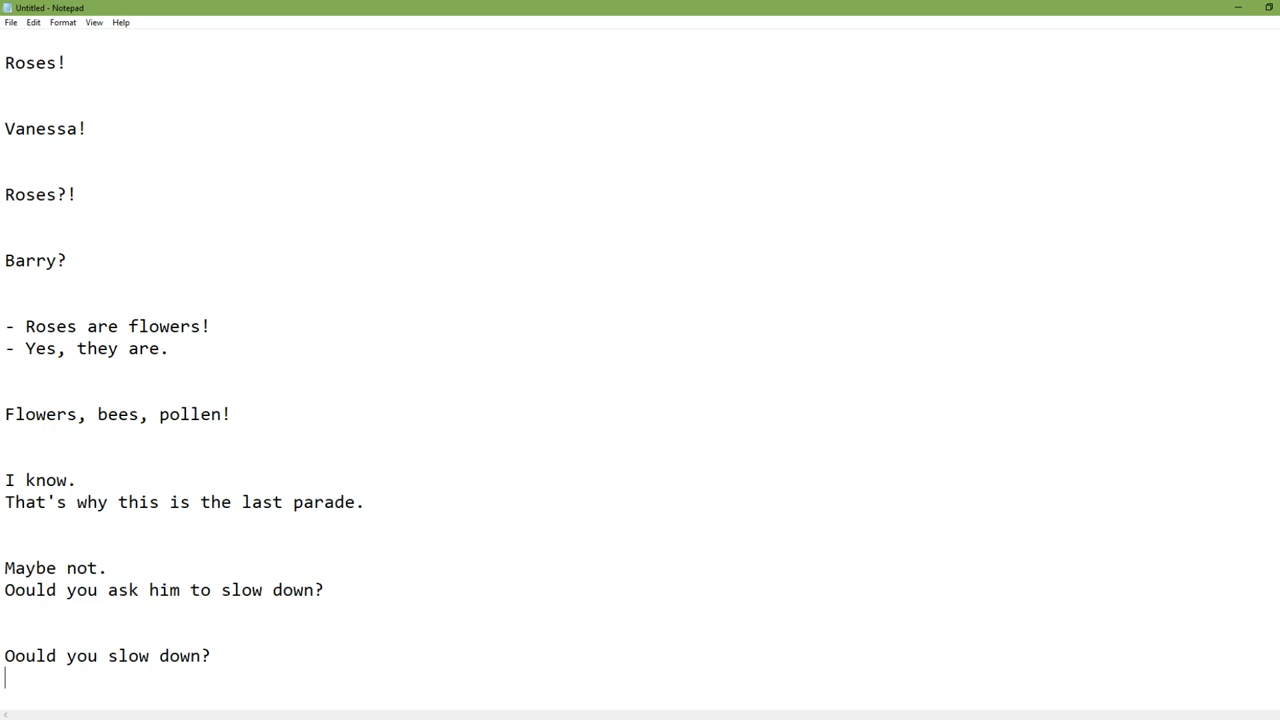 Untitled - Notepad
File Edit Format View Help
Roses!
Vanessa!
Roses?!
Barry?
- Roses are flowers!
- Yes, they are.
Flowers, bees, pollen!
I know.
That's why this is the last parade.
Maybe not.
Oould you ask him to slow down?
Oould you slow down?